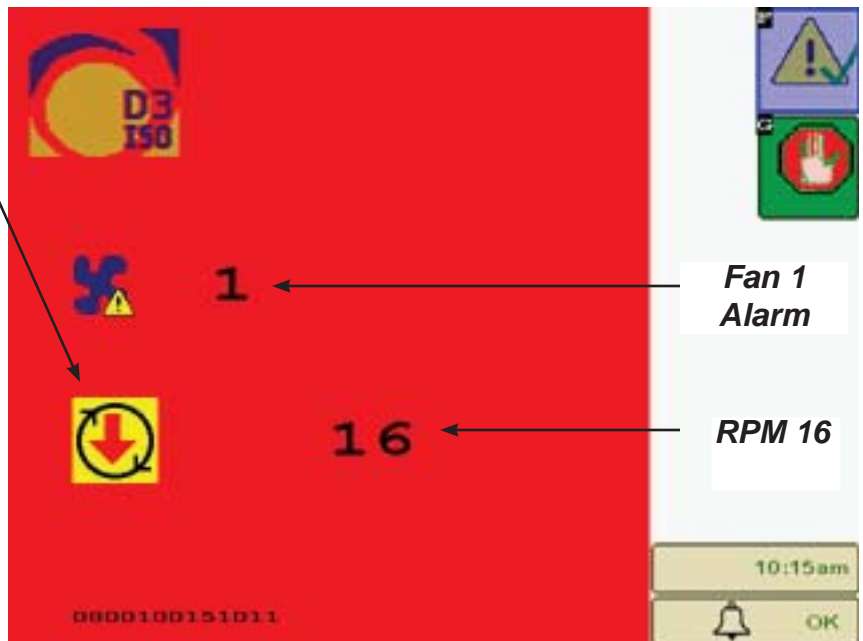 D3
ISO
F
G
1
Fan 1
Alarm
16
RPM 16
10:15am
0800100151011
OK